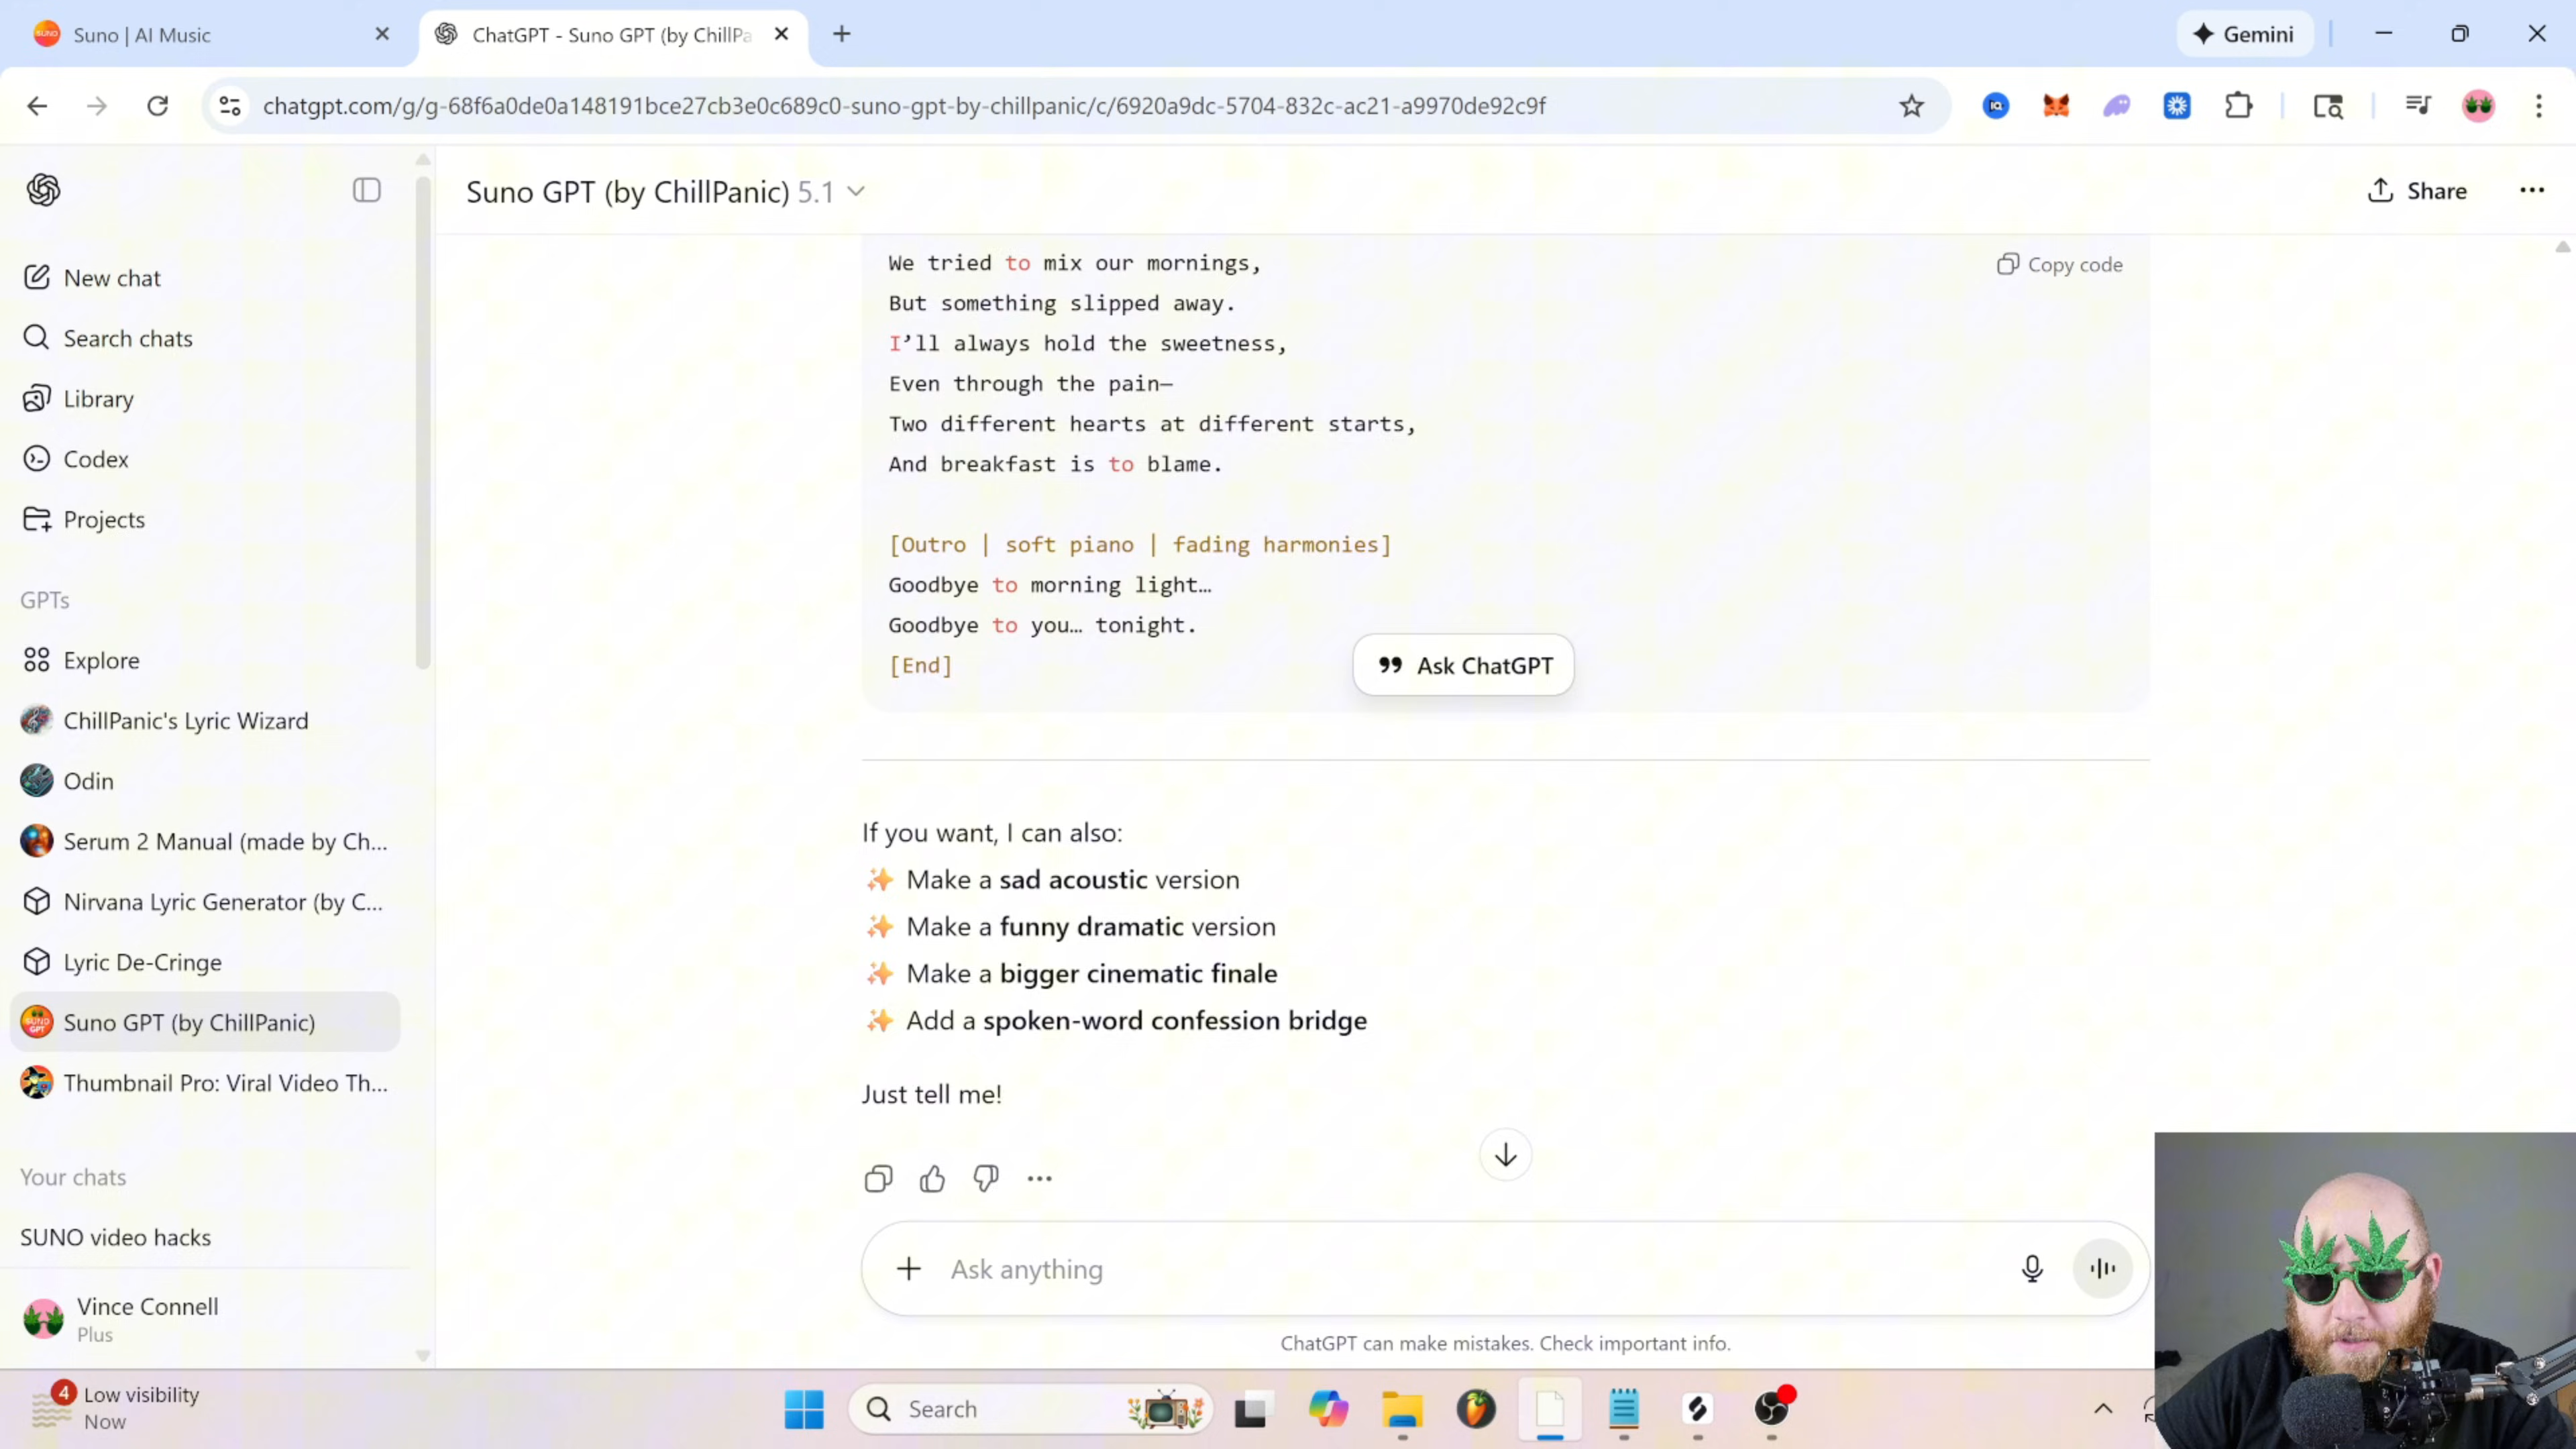 Suno | AI Music
ChatGPT - Suno GPT (by ChillPa
Gemini
chatgpt.com/g/g-68f6a0de0a148191bce27cb3e0c689c0-suno-gpt-by-chillpanic/c/6920a9dc-5704-832c-ac21-a9970de92c9f
Suno GPT (by ChillPanic) 5.1
Share
New chat
Search chats
Library
Codex
Projects
GPTs
Explore
ChillPanic's Lyric Wizard
Odin
Serum 2 Manual (made by Ch...
Nirvana Lyric Generator (by C...
Lyric De-Cringe
Suno GPT (by ChillPanic)
Thumbnail Pro: Viral Video Th...
Your chats
SUNO video hacks
Vince Connell
Plus
We tried to mix our mornings,
Copy code
But something slipped away.
I’ll always hold the sweetness,
Even through the pain—
Two different hearts at different starts,
And breakfast is to blame.
[Outro | soft piano | fading harmonies]
Goodbye to morning light…
Goodbye to you… tonight.
[End]
Ask ChatGPT
If you want, I can also:
✨ Make a sad acoustic version
✨ Make a funny dramatic version
✨ Make a bigger cinematic finale
✨ Add a spoken-word confession bridge
Just tell me!
Ask anything
ChatGPT can make mistakes. Check important info.
4
Low visibility
Now
Search